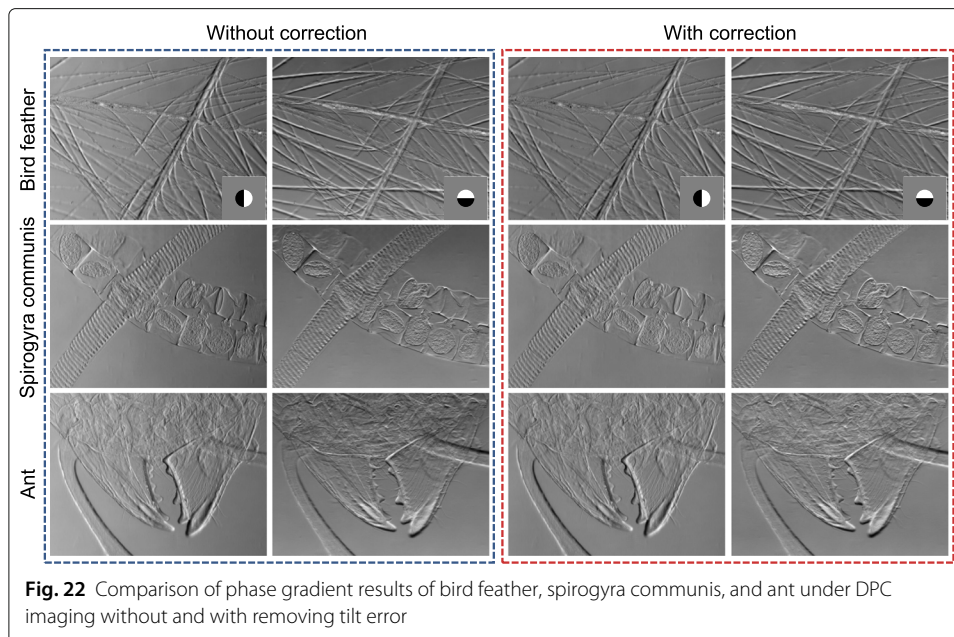 Without correction
With correction
Bird feather
Spirogyra communis
Ant
Fig. 22 Comparison of phase gradient results of bird feather, spirogyra communis, and ant under DPC
imaging without and with removing tilt error